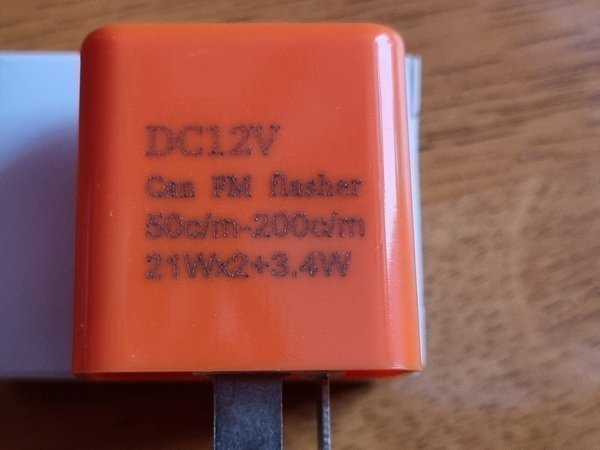 DC12V
Can FM flasher
50c/m-200c/m
21Wx2+3.4W